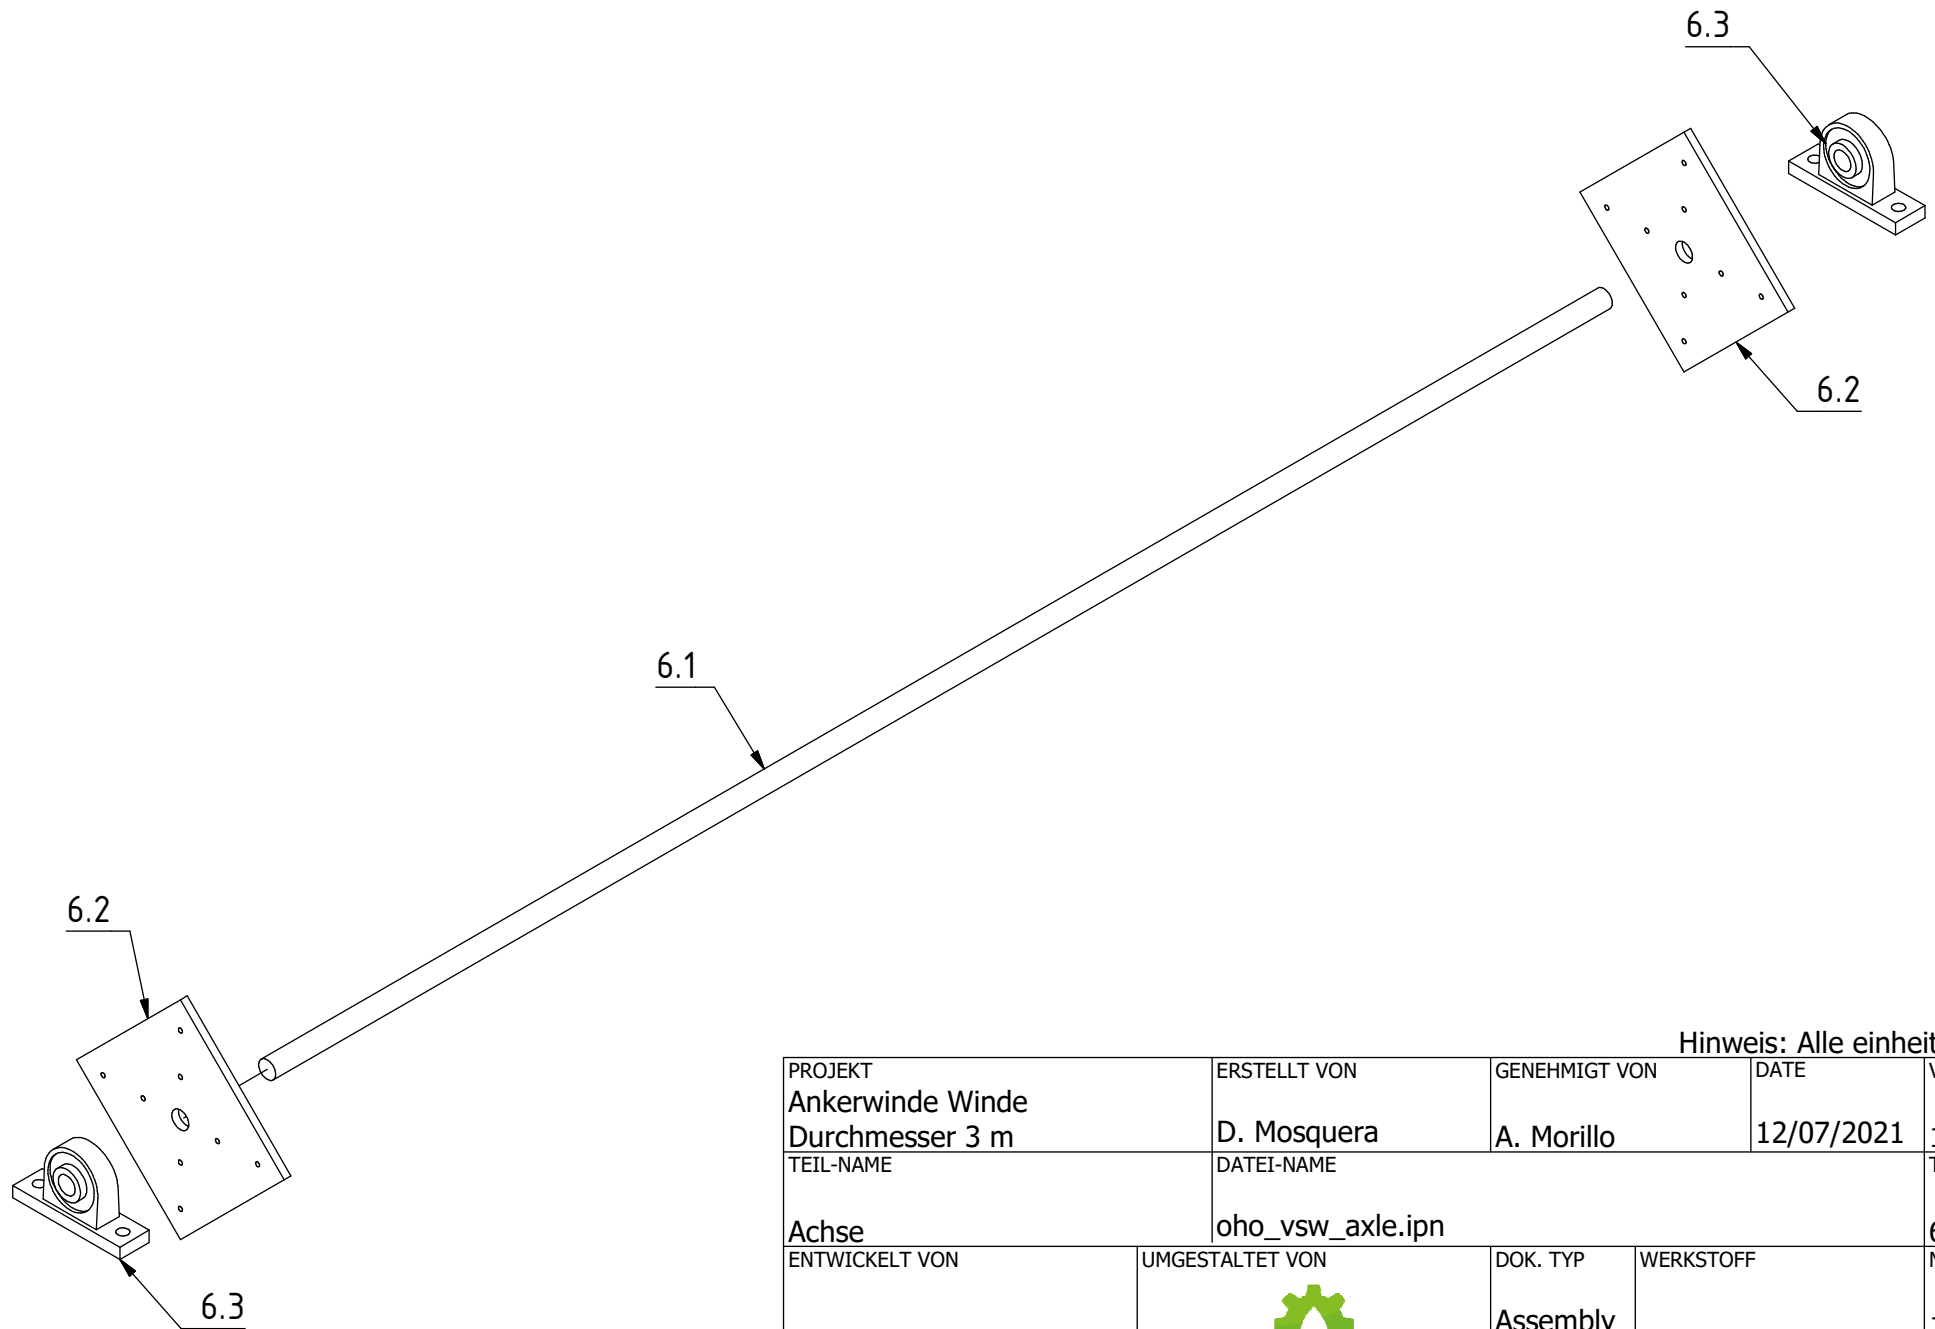 6.3
6.2
6.1
6.2
6.3
Hinweis: Alle
PROJEKT
Ankerwinde Winde
Durchmesser 3 m
ERSTELLT VON
D. Mosquera
GENEHMIGT VON
A. Morillo
DATE
12/07/2021
TEIL-NAME
Achse
DATEI-NAME
oho_vsw_axle.ipn
ENTWICKELT VON
UMGESTALTET VON
DOK. TYP
Assembly
WERKSTOFF